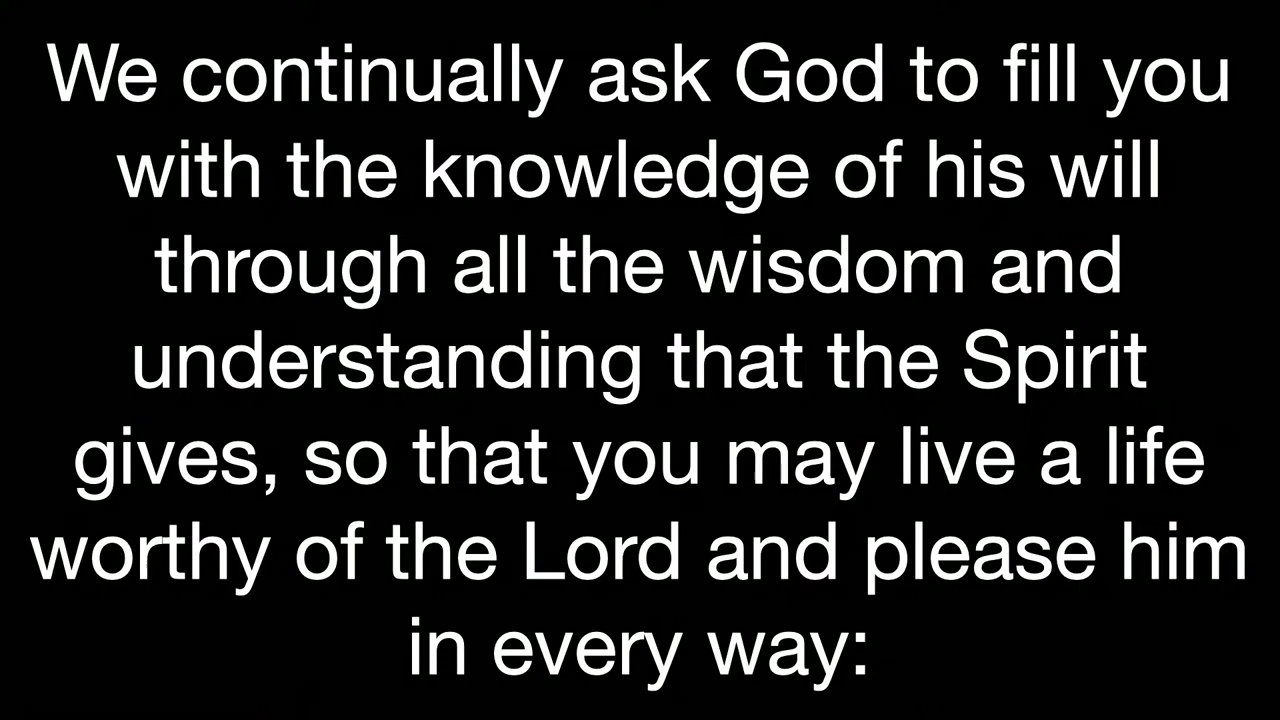 We continually ask God to fill you
with the knowledge of his will
through all the wisdom and
understanding that the Spirit
gives, so that you may live a life
worthy of the Lord and please him
in every way: